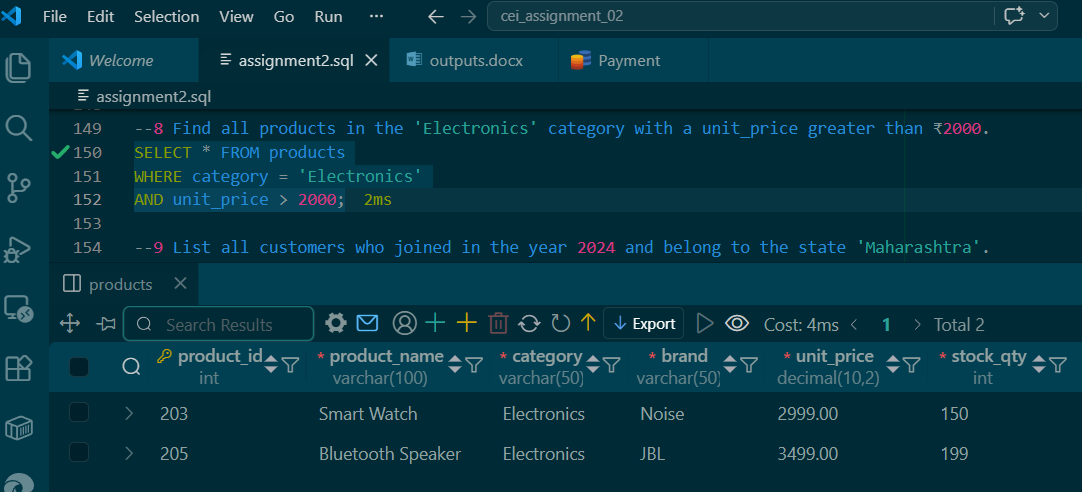 File Edit Selection View Go Run ··· ← → cei_assignment_02
Welcome assignment2.sql × outputs.docx Payment
assignment2.sql
149 --8 Find all products in the 'Electronics' category with a unit_price greater than ₹2000.
150 SELECT * FROM products
151 WHERE category = 'Electronics'
152 AND unit_price > 2000; 2ms
153
154 --9 List all customers who joined in the year 2024 and belong to the state 'Maharashtra'.
products ×
Search Results Export Cost: 4ms < 1 > Total 2
product_id * product_name * category * brand * unit_price * stock_qty
int varchar(100) varchar(50) varchar(50) decimal(10,2) int
203 Smart Watch Electronics Noise 2999.00 150
205 Bluetooth Speaker Electronics JBL 3499.00 199